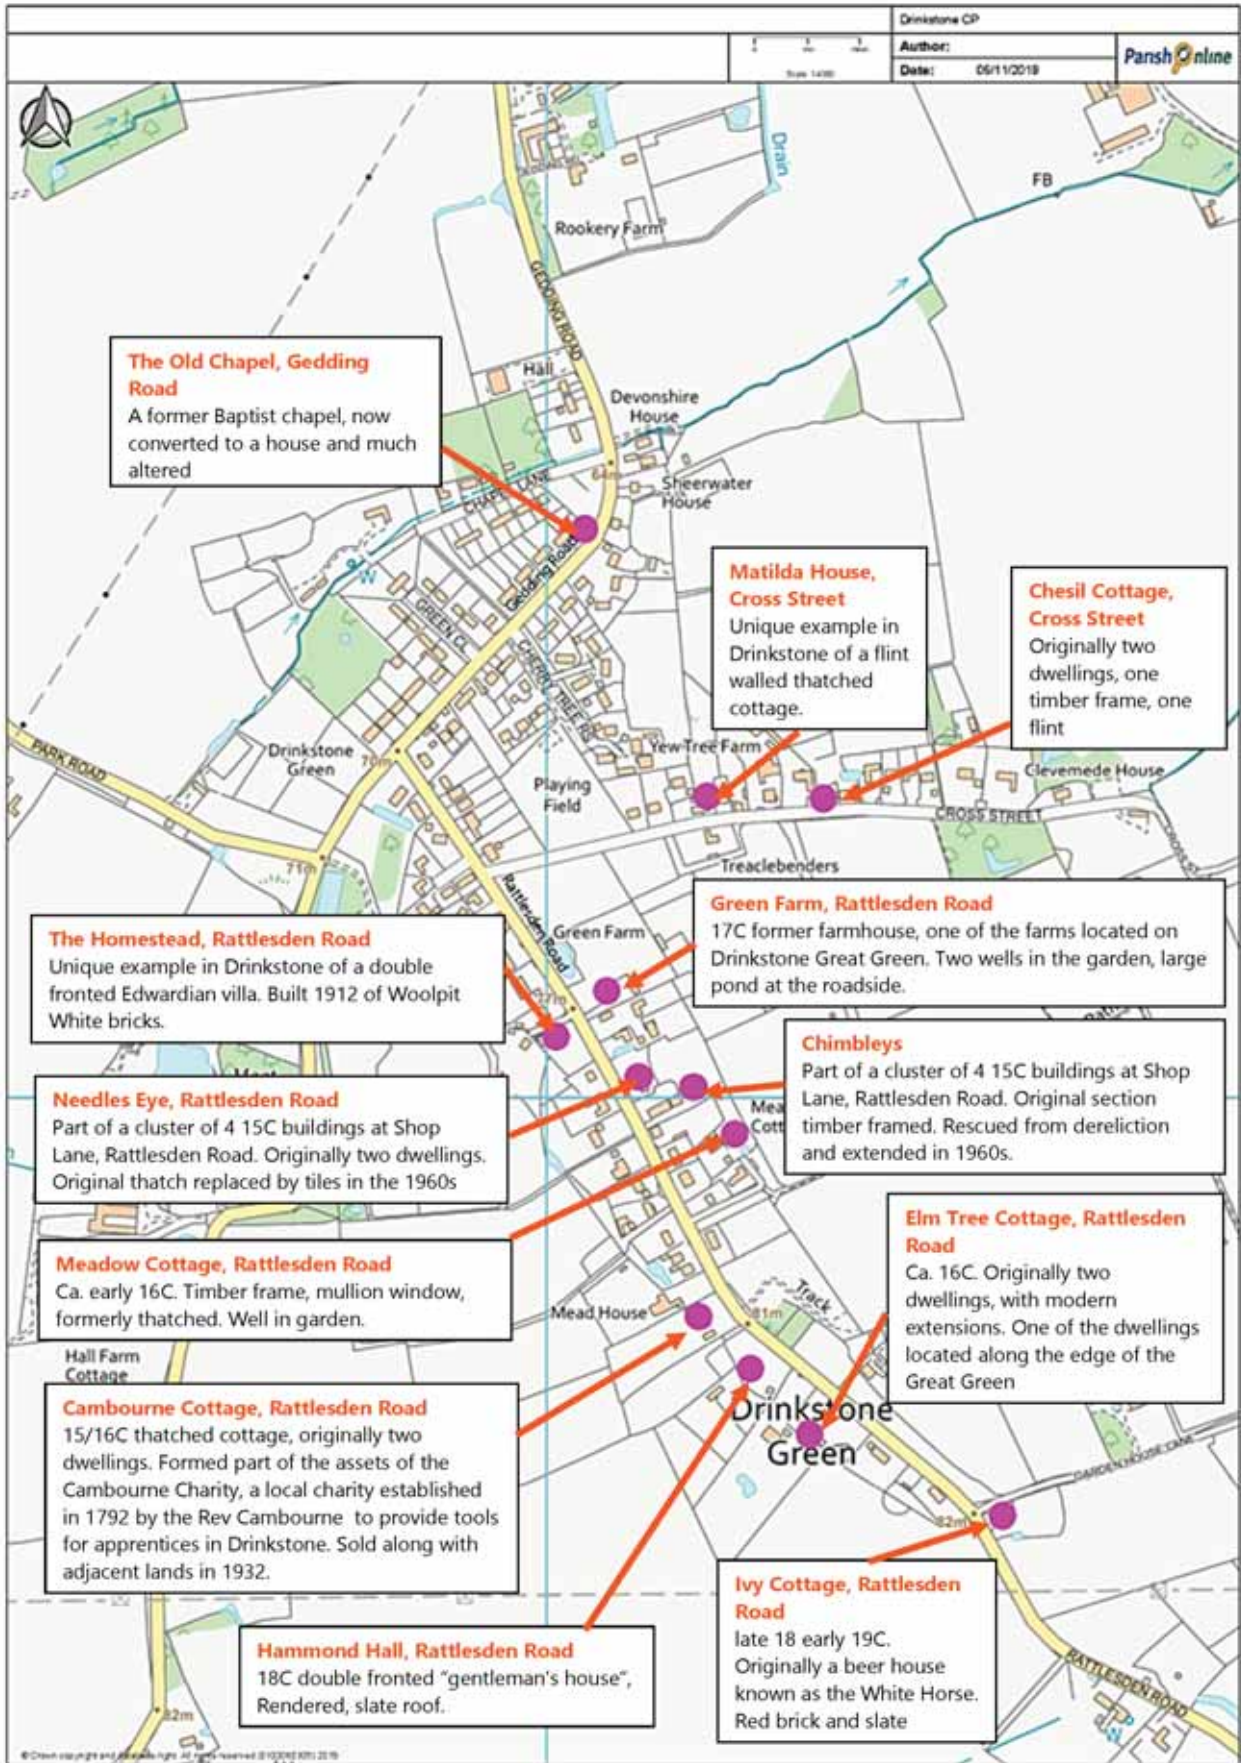 Drinkstone CP
Author:
Date: 05/11/2019
Parish Online
Drain
FB
Rookery Farm
GEDDING ROAD
Hall
Devonshire
House
The Old Chapel, Gedding
Road
A former Baptist chapel, now
converted to a house and much
altered
CHAPEL LANE
64m
Sheerwater
House
W
Gedding Road
GREEN CL
CHERRY TREE RD
Matilda House,
Cross Street
Unique example in
Drinkstone of a flint
walled thatched
cottage.
Chesil Cottage,
Cross Street
Originally two
dwellings, one
timber frame, one
flint
PARK ROAD
Drinkstone
Green
70m
Yew Tree Farm
Playing
Field
Clevemede House
CROSS STREET
CROSS ST
71m
Treaclebenders
Rattlesden Road
Green Farm
77m
The Homestead, Rattlesden Road
Unique example in Drinkstone of a double
fronted Edwardian villa. Built 1912 of Woolpit
White bricks.
Green Farm, Rattlesden Road
17C former farmhouse, one of the farms located on
Drinkstone Great Green. Two wells in the garden, large
pond at the roadside.
Chimbleys
Part of a cluster of 4 15C buildings at Shop
Lane, Rattlesden Road. Original section
timber framed. Rescued from dereliction
and extended in 1960s.
Needles Eye, Rattlesden Road
Part of a cluster of 4 15C buildings at Shop
Lane, Rattlesden Road. Originally two dwellings.
Original thatch replaced by tiles in the 1960s
Mea
Cott
Meadow Cottage, Rattlesden Road
Ca. early 16C. Timber frame, mullion window,
formerly thatched. Well in garden.
Elm Tree Cottage, Rattlesden
Road
Ca. 16C. Originally two
dwellings, with modern
extensions. One of the dwellings
located along the edge of the
Great Green
Mead House
81m
Track
Hall Farm
Cottage
Cambourne Cottage, Rattlesden Road
15/16C thatched cottage, originally two
dwellings. Formed part of the assets of the
Cambourne Charity, a local charity established
in 1792 by the Rev Cambourne to provide tools
for apprentices in Drinkstone. Sold along with
adjacent lands in 1932.
Drinkstone
Green
GARDEN HOUSE LANE
82m
Ivy Cottage, Rattlesden
Road
late 18 early 19C.
Originally a beer house
known as the White Horse.
Red brick and slate
Hammond Hall, Rattlesden Road
18C double fronted "gentleman's house",
Rendered, slate roof.
RATTLESDEN ROAD
W
82m